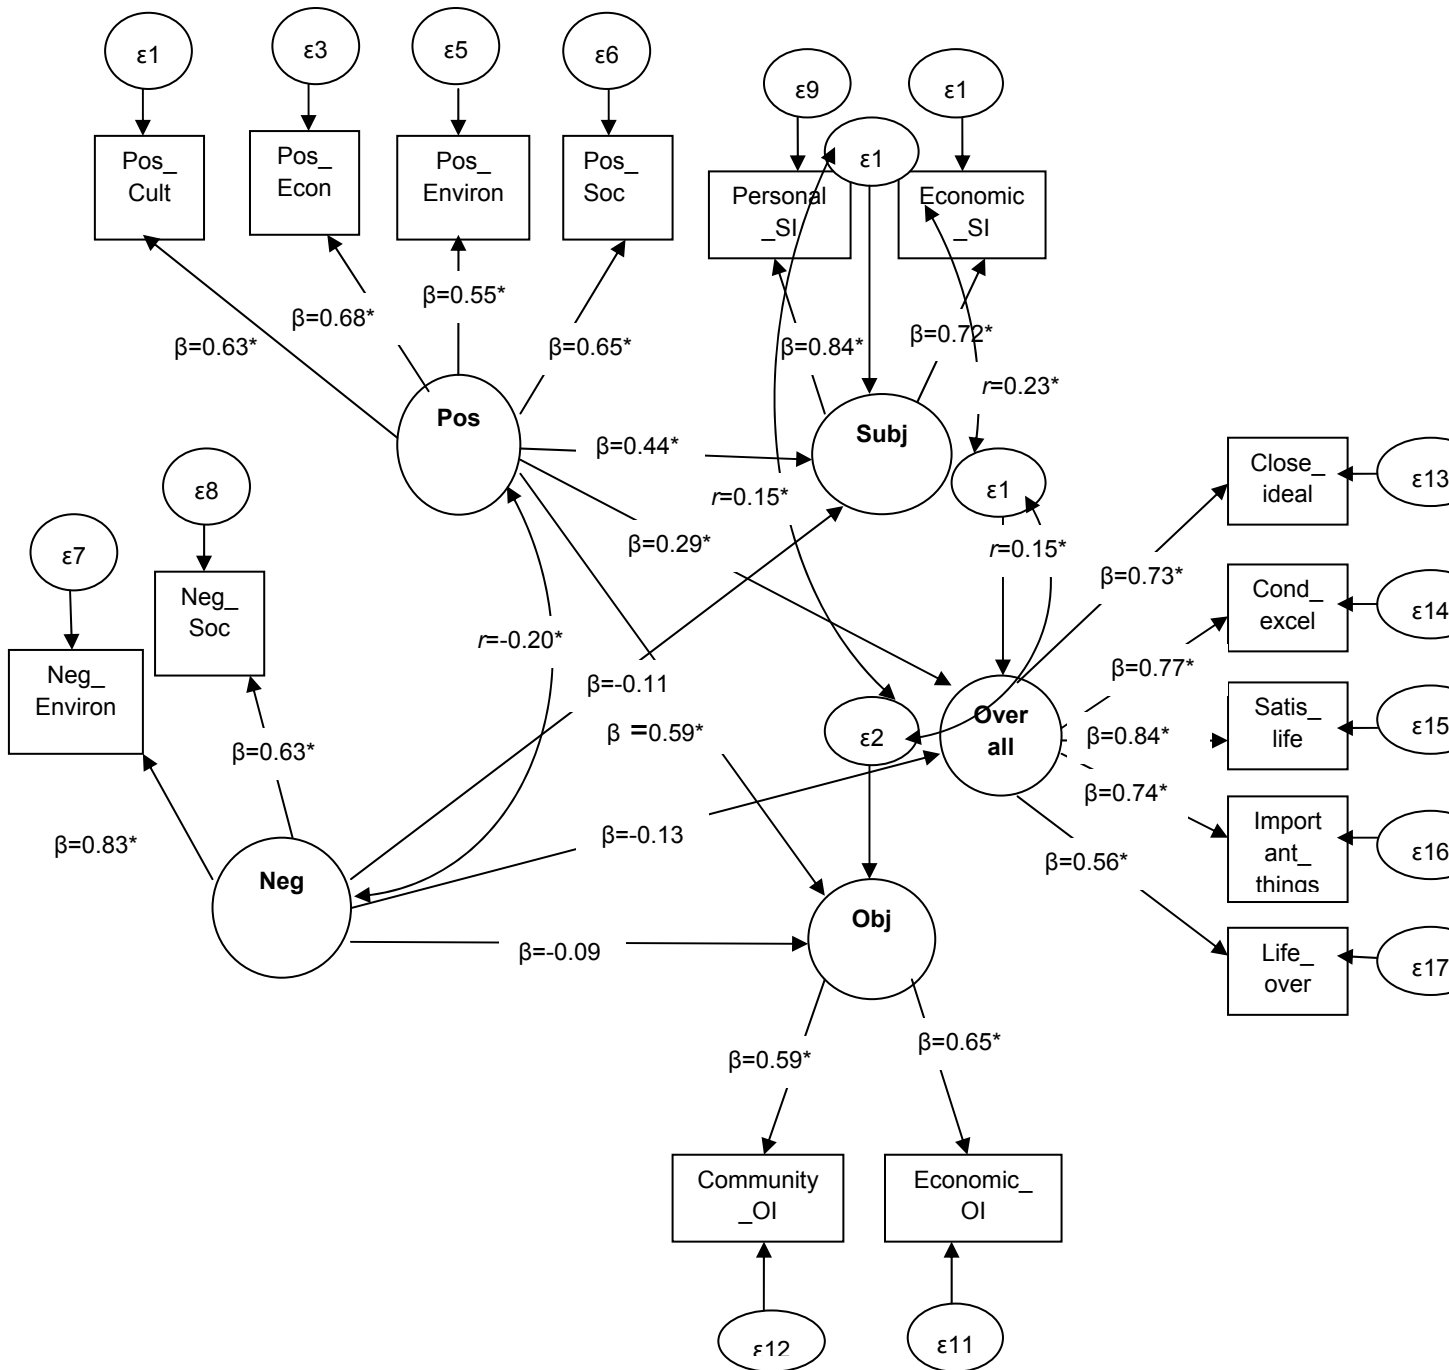 ε1
ε3
ε5
ε6
ε9
ε1
Pos_
Cult
Pos_
Econ
Pos_
Environ
Pos_
Soc
ε1
Personal
_SI
Economic
_SI
β=0.63*
β=0.68*
β=0.55*
β=0.65*
β=0.84*
β=0.72*
r=0.23*
Pos
Subj
β=0.44*
r=0.15*
ε1
Close_
ideal
ε13
ε8
ε7
β=0.29*
r=0.15*
β=0.73*
Cond_
excel
ε14
Neg_
Soc
r=-0.20*
Neg_
Environ
β=-0.11
β=0.77*
β =0.59*
ε2
Over
all
β=0.84*
Satis_
life
ε15
β=0.63*
β=0.74*
β=0.83*
β=-0.13
β=0.56*
Import
ant_
things
ε16
Neg
Obj
β=-0.09
Life_
over
ε17
β=0.59*
β=0.65*
Community
_OI
Economic_
OI
ε12
ε11